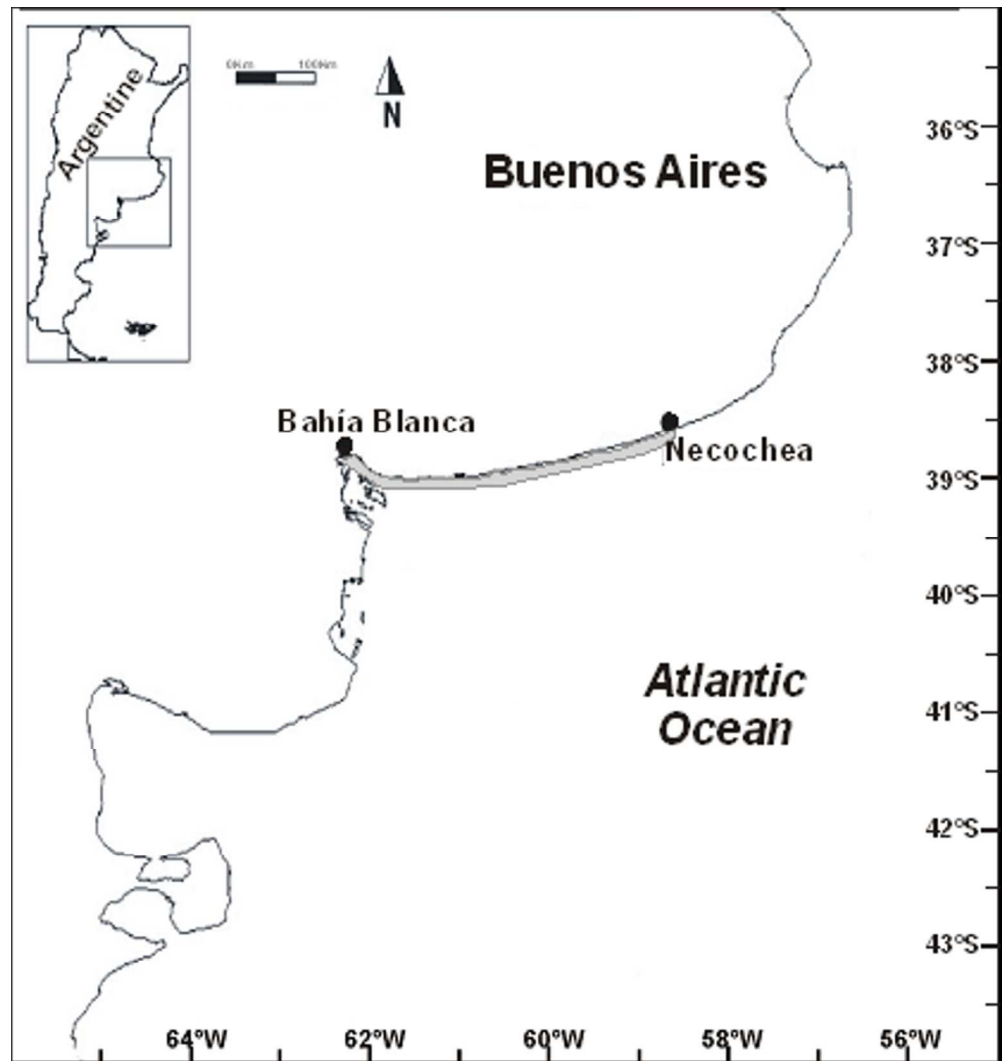 Argentine
0Km 100Km
N
Buenos Aires
36°S
37°S
38°S
Bahía Blanca
Necochea
39°S
40°S
Atlantic
Ocean
41°S
42°S
43°S
64°W 62°W 60°W 58°W 56°W